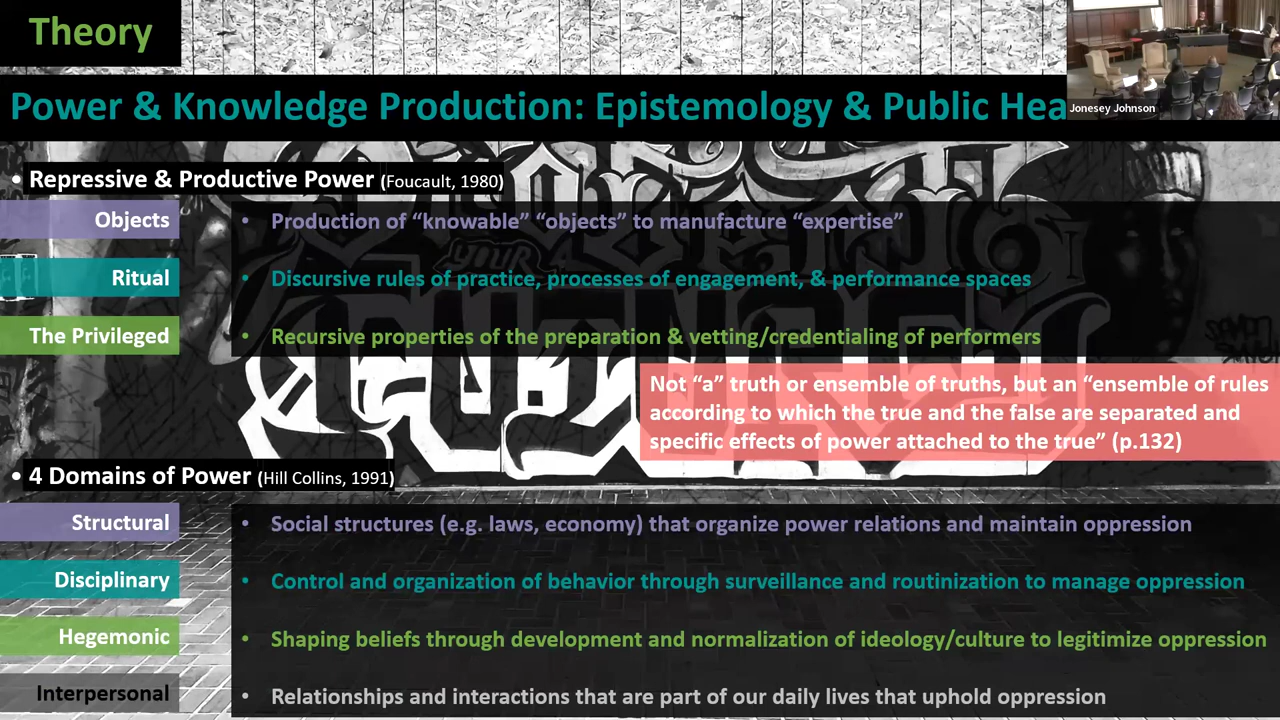 Theory
Power & Knowledge Production: Epistemology & Public Hea
Jonesey Johnson
• Repressive & Productive Power (Foucault, 1980)
Objects
• Production of “knowable” “objects” to manufacture “expertise”
Ritual
• Discursive rules of practice, processes of engagement, & performance spaces
The Privileged
• Recursive properties of the preparation & vetting/credentialing of performers
Not “a” truth or ensemble of truths, but an “ensemble of rules
according to which the true and the false are separated and
specific effects of power attached to the true” (p.132)
• 4 Domains of Power (Hill Collins, 1991)
Structural
• Social structures (e.g. laws, economy) that organize power relations and maintain oppression
Disciplinary
• Control and organization of behavior through surveillance and routinization to manage oppression
Hegemonic
• Shaping beliefs through development and normalization of ideology/culture to legitimize oppression
Interpersonal
• Relationships and interactions that are part of our daily lives that uphold oppression